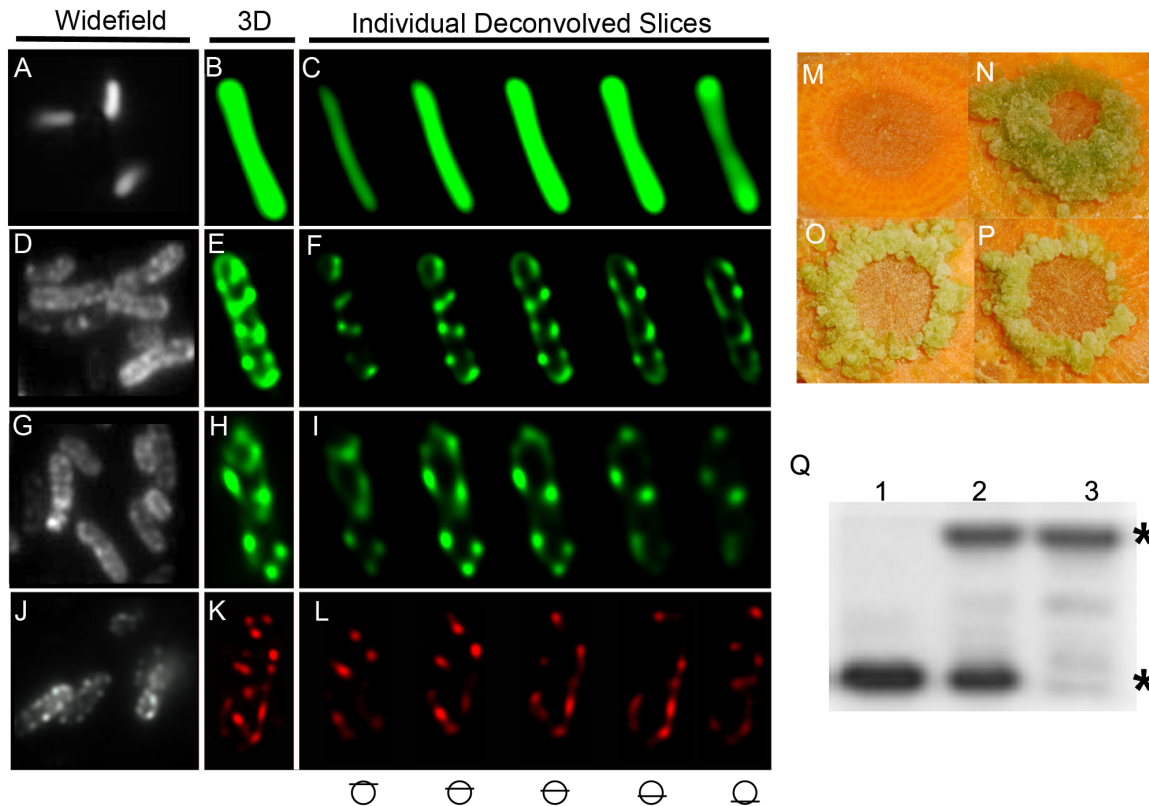 Widefield 3D Individual Deconvolved Slices
A B C M N
D E F O P
G H I Q
1 2 3
*
J K L
*